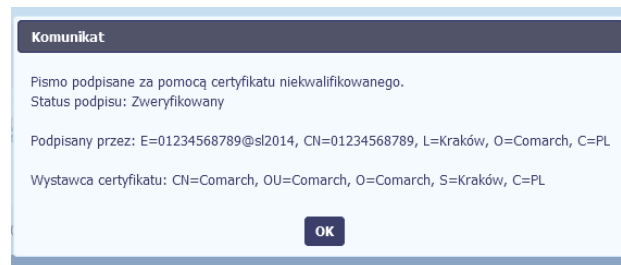 Komunikat
Pismo podpisane za pomocą certyfikatu niekwalifikowanego.
Status podpisu: Zweryfikowany
Podpisany przez: E=01234568789@sl2014, CN=01234568789, L=Kraków, O=Comarch, C=PL
Wystawca certyfikatu: CN=Comarch, OU=Comarch, O=Comarch, S=Kraków, C=PL
OK